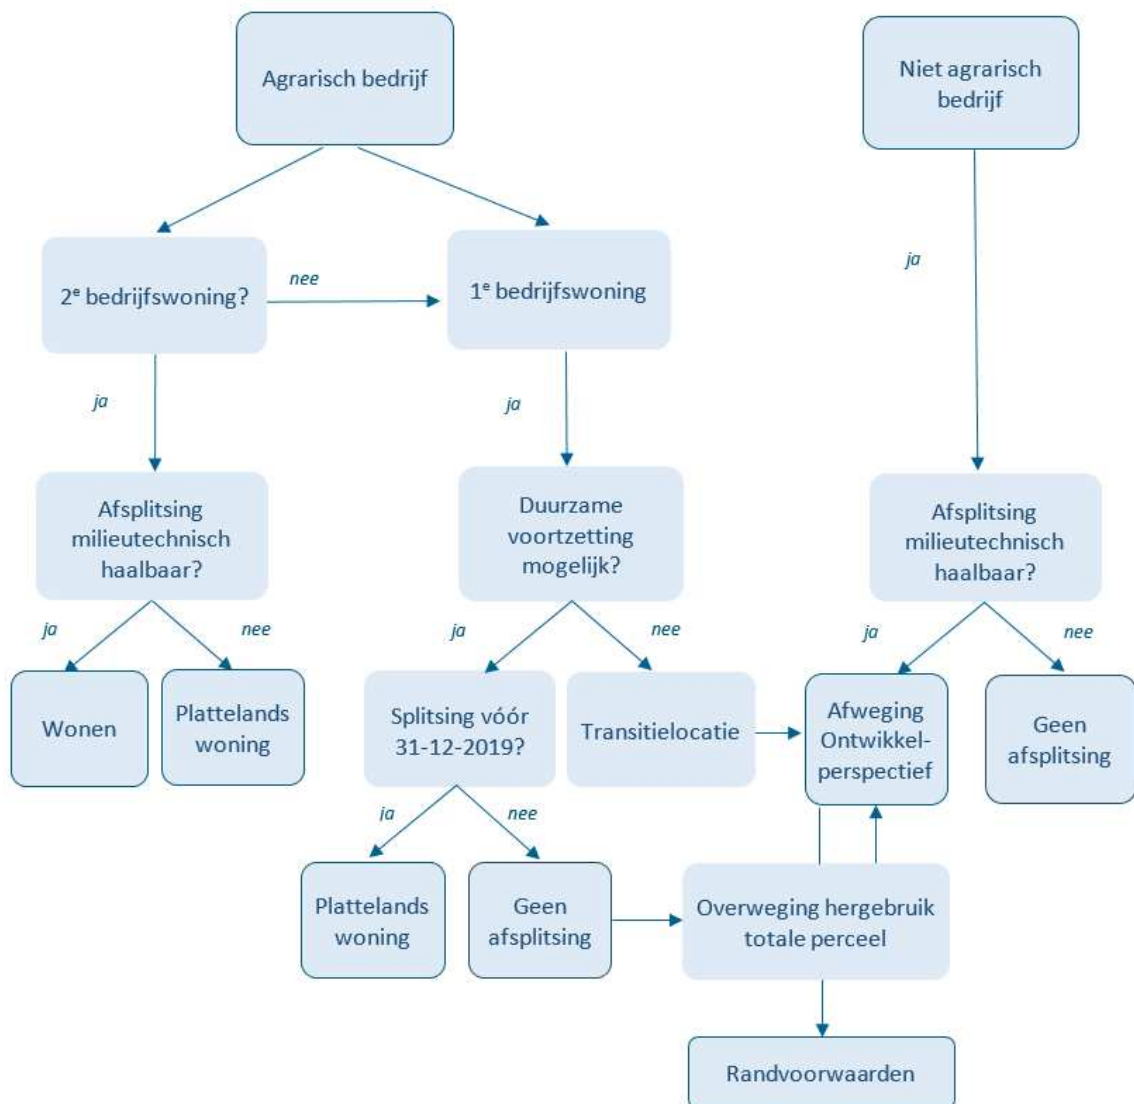 Agrarisch bedrijf
Niet agrarisch
bedrijf
2e bedrijfswoning?
nee
1e bedrijfswoning
ja
ja
ja
Afsplitsing
milieutechnisch
haalbaar?
Duurzame
voortzetting
mogelijk?
Afsplitsing
milieutechnisch
haalbaar?
ja
nee
ja
nee
ja
nee
Wonen
Plattelands
woning
Splitsing vóór
31-12-2019?
Transitielocatie
Afweging
Ontwikkel-
perspectief
Geen
afsplitsing
ja
nee
Plattelands
woning
Geen
afsplitsing
Overweging hergebruik
totale perceel
Randvoorwaarden